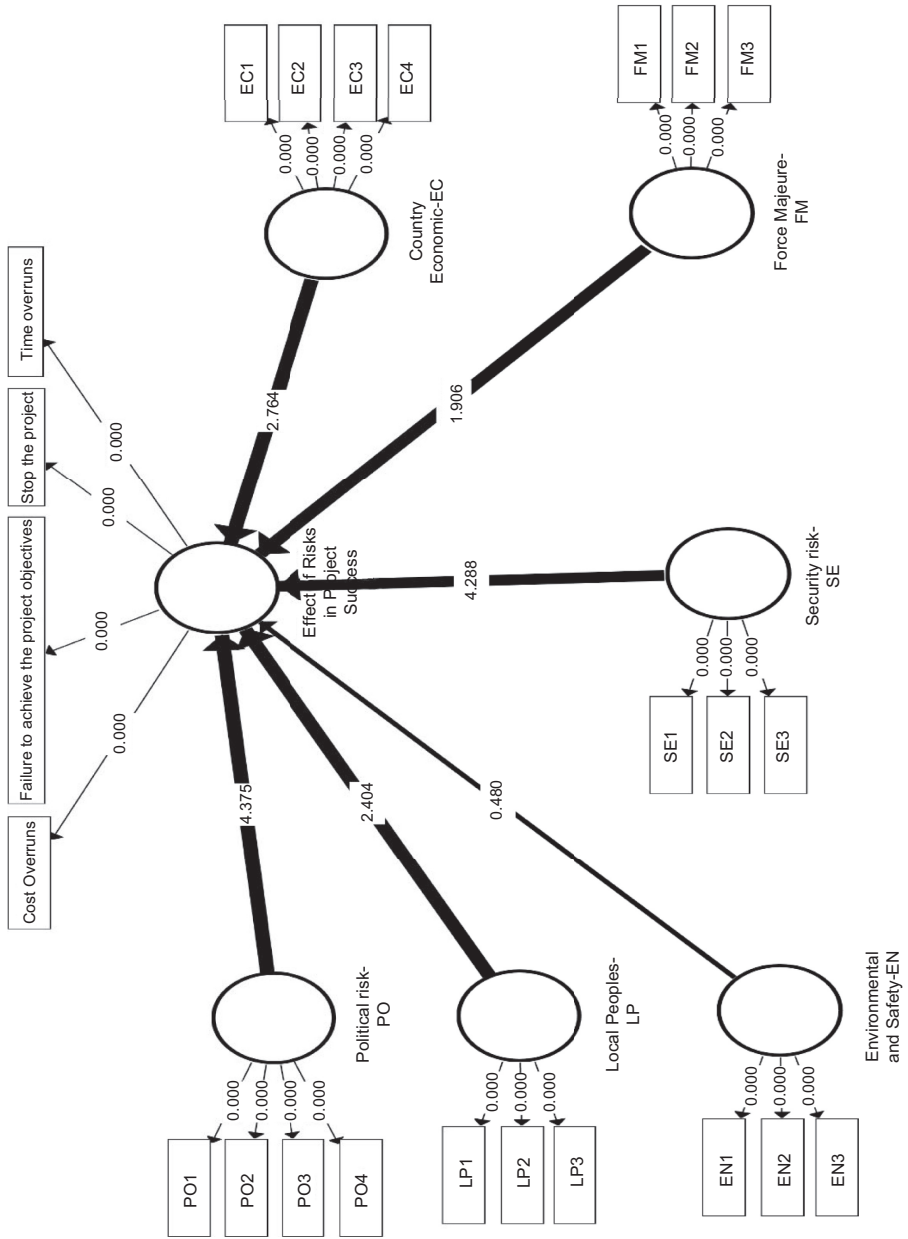 Cost Overruns
Failure to achieve the project objectives
Stop the project
Time overruns
0.000
0.000
0.000
0.000
PO1
PO2
PO3
PO4
0.000
0.000
0.000
0.000
Political risk-
PO
4.375
Effect of Risks
in Project
Success
2.764
Country
Economic-EC
0.000
0.000
0.000
0.000
EC1
EC2
EC3
EC4
LP1
LP2
LP3
0.000
0.000
0.000
Local Peoples-
LP
2.404
4.288
1.906
Force Majeure-
FM
0.000
0.000
0.000
FM1
FM2
FM3
EN1
EN2
EN3
0.000
0.000
0.000
Environmental
and Safety-EN
0.480
SE1
SE2
SE3
0.000
0.000
0.000
Security risk-
SE